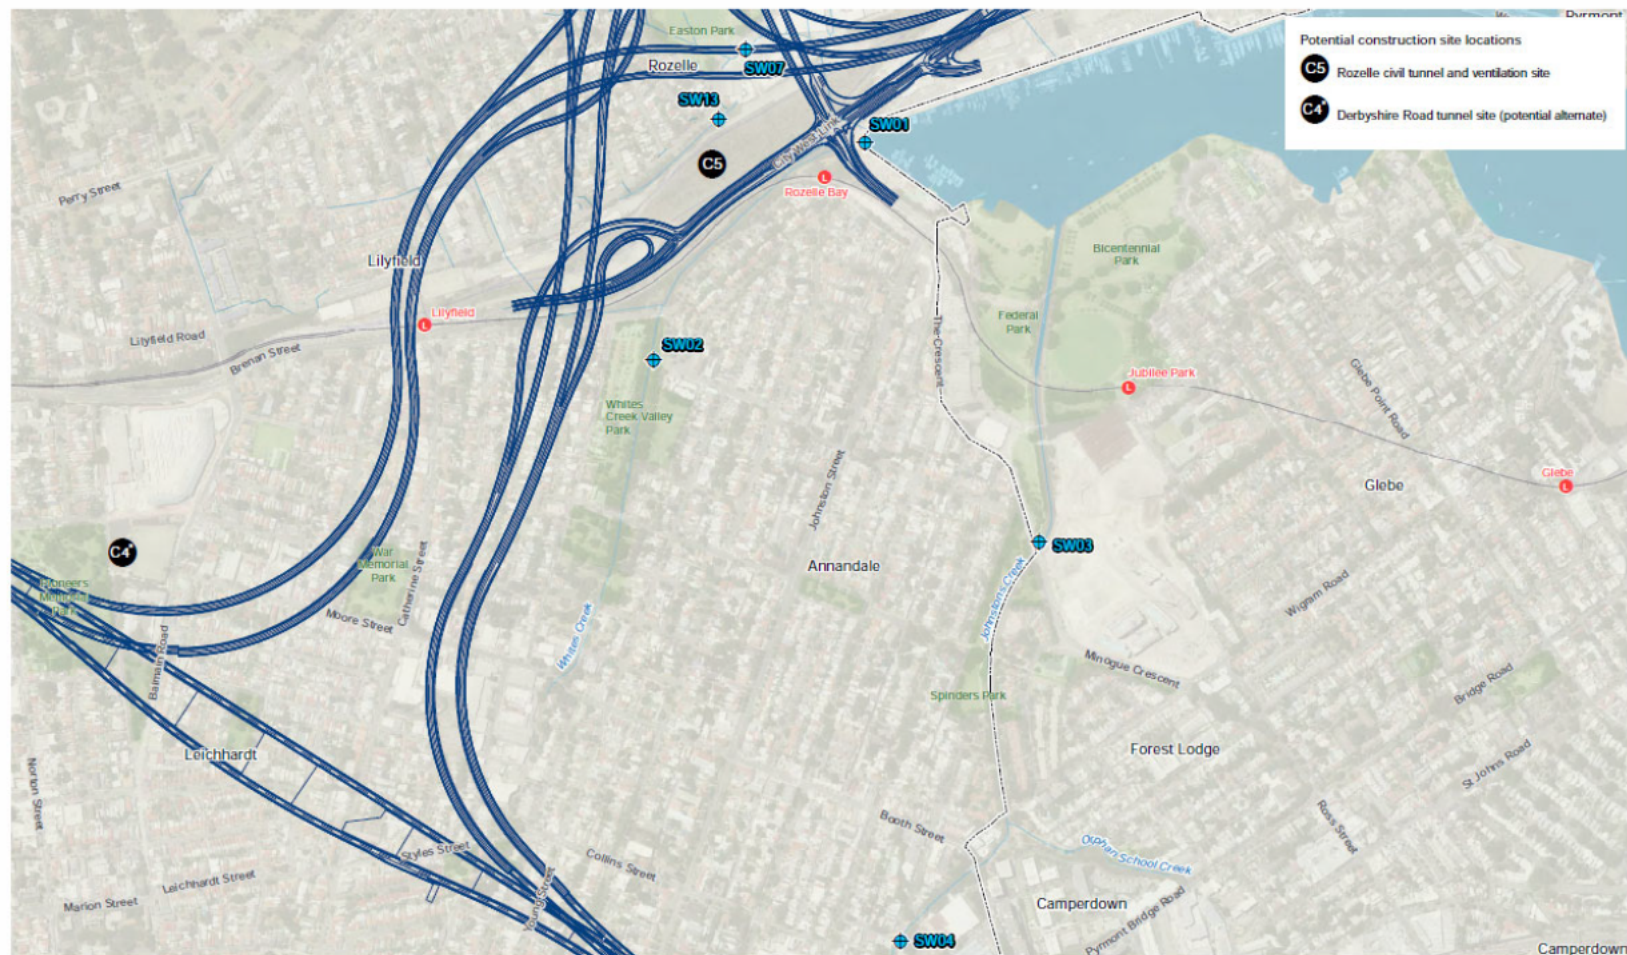 Easton Park
Rozelle
SW07
SW13
C5
City West Link
SW01
Rozelle Bay
Pyrmont
Potential construction site locations
C5 Rozelle civil tunnel and ventilation site
C4* Derbyshire Road tunnel site (potential alternate)
Perry Street
Lilyfield
Lilyfield
Lilyfield Road
Brenan Street
SW02
Whites
Creek Valley
Park
The Crescent
Bicentennial
Park
Federal
Park
Jubilee Park
Glebe Point Road
Glebe
Glebe
Johnston Street
Annandale
SW03
Johnstons Creek
Wigram Road
C4*
Pioneers
Memorial
Park
War
Memorial
Park
Catherine Street
Moore Street
Balmain Road
Whites Creek
Minogue Crescent
Spinders Park
Bridge Road
Forest Lodge
St Johns Road
Ross Street
Leichhardt
Norton Street
Styles Street
Leichhardt Street
Marion Street
Young Street
Collins Street
Booth Street
Orphan School Creek
Camperdown
Pyrmont Bridge Road
SW04
Camperdown